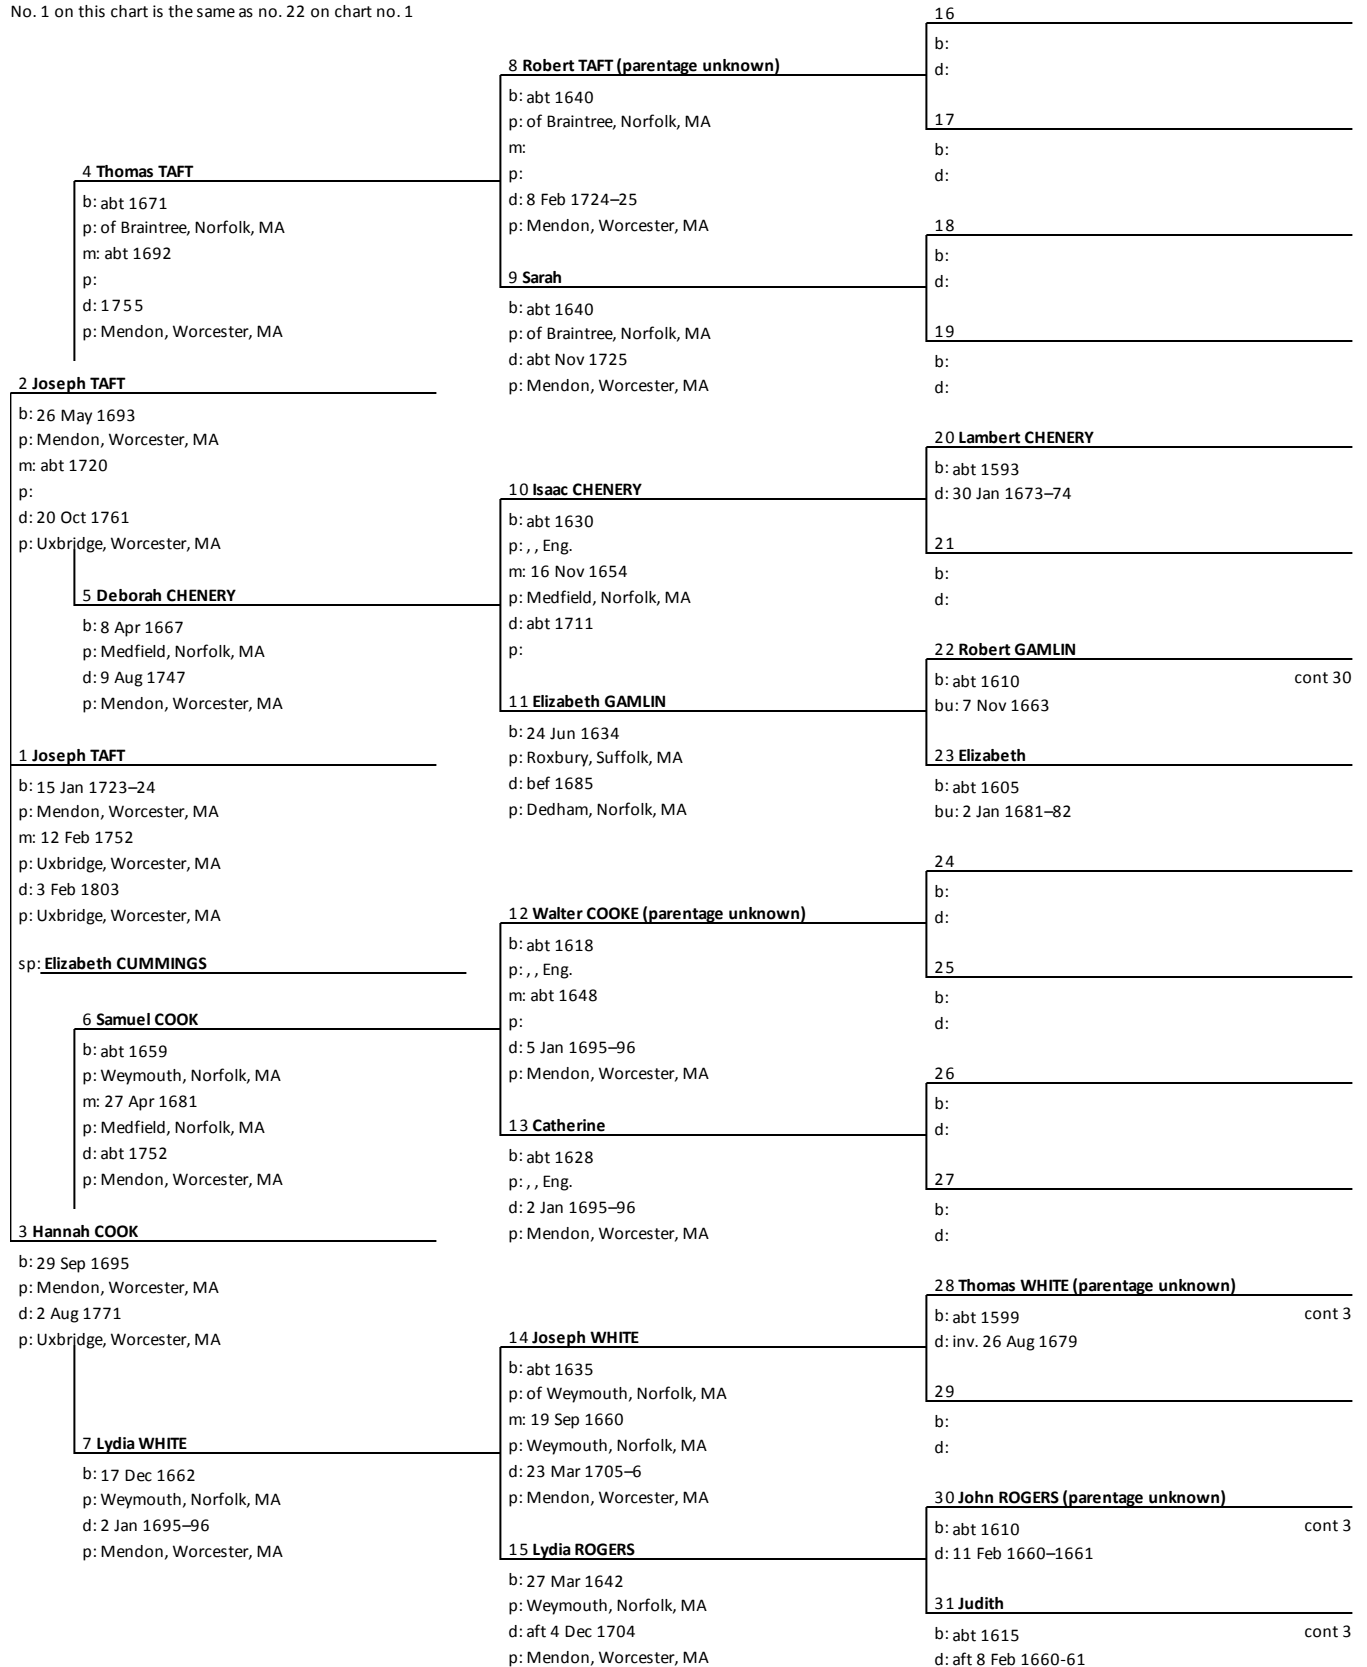 No. 1 on this chart is the same as no. 22 on chart no. 1
16
b:
d:
8 Robert TAFT (parentage unknown)
b: abt 1640
p: of Braintree, Norfolk, MA
m:
p:
d: 8 Feb 1724–25
p: Mendon, Worcester, MA
17
b:
d:
4 Thomas TAFT
b: abt 1671
p: of Braintree, Norfolk, MA
m: abt 1692
p:
d: 1755
p: Mendon, Worcester, MA
18
b:
d:
9 Sarah
b: abt 1640
p: of Braintree, Norfolk, MA
d: abt Nov 1725
p: Mendon, Worcester, MA
19
b:
d:
2 Joseph TAFT
b: 26 May 1693
p: Mendon, Worcester, MA
m: abt 1720
p:
d: 20 Oct 1761
p: Uxbridge, Worcester, MA
20 Lambert CHENERY
b: abt 1593
d: 30 Jan 1673–74
10 Isaac CHENERY
b: abt 1630
p: , , Eng.
m: 16 Nov 1654
p: Medfield, Norfolk, MA
d: abt 1711
p:
21
b:
d:
5 Deborah CHENERY
b: 8 Apr 1667
p: Medfield, Norfolk, MA
d: 9 Aug 1747
p: Mendon, Worcester, MA
22 Robert GAMLIN
b: abt 1610 cont 30
bu: 7 Nov 1663
11 Elizabeth GAMLIN
b: 24 Jun 1634
p: Roxbury, Suffolk, MA
d: bef 1685
p: Dedham, Norfolk, MA
23 Elizabeth
b: abt 1605
bu: 2 Jan 1681–82
1 Joseph TAFT
b: 15 Jan 1723–24
p: Mendon, Worcester, MA
m: 12 Feb 1752
p: Uxbridge, Worcester, MA
d: 3 Feb 1803
p: Uxbridge, Worcester, MA
sp: Elizabeth CUMMINGS
24
b:
d:
12 Walter COOKE (parentage unknown)
b: abt 1618
p: , , Eng.
m: abt 1648
p:
d: 5 Jan 1695–96
p: Mendon, Worcester, MA
25
b:
d:
6 Samuel COOK
b: abt 1659
p: Weymouth, Norfolk, MA
m: 27 Apr 1681
p: Medfield, Norfolk, MA
d: abt 1752
p: Mendon, Worcester, MA
26
b:
d:
13 Catherine
b: abt 1628
p: , , Eng.
d: 2 Jan 1695–96
p: Mendon, Worcester, MA
27
b:
d:
3 Hannah COOK
b: 29 Sep 1695
p: Mendon, Worcester, MA
d: 2 Aug 1771
p: Uxbridge, Worcester, MA
28 Thomas WHITE (parentage unknown)
b: abt 1599 cont 3
d: inv. 26 Aug 1679
14 Joseph WHITE
b: abt 1635
p: of Weymouth, Norfolk, MA
m: 19 Sep 1660
p: Weymouth, Norfolk, MA
d: 23 Mar 1705–6
p: Mendon, Worcester, MA
29
b:
d:
7 Lydia WHITE
b: 17 Dec 1662
p: Weymouth, Norfolk, MA
d: 2 Jan 1695–96
p: Mendon, Worcester, MA
30 John ROGERS (parentage unknown)
b: abt 1610 cont 3
d: 11 Feb 1660–1661
15 Lydia ROGERS
b: 27 Mar 1642
p: Weymouth, Norfolk, MA
d: aft 4 Dec 1704
p: Mendon, Worcester, MA
31 Judith
b: abt 1615 cont 3
d: aft 8 Feb 1660-61